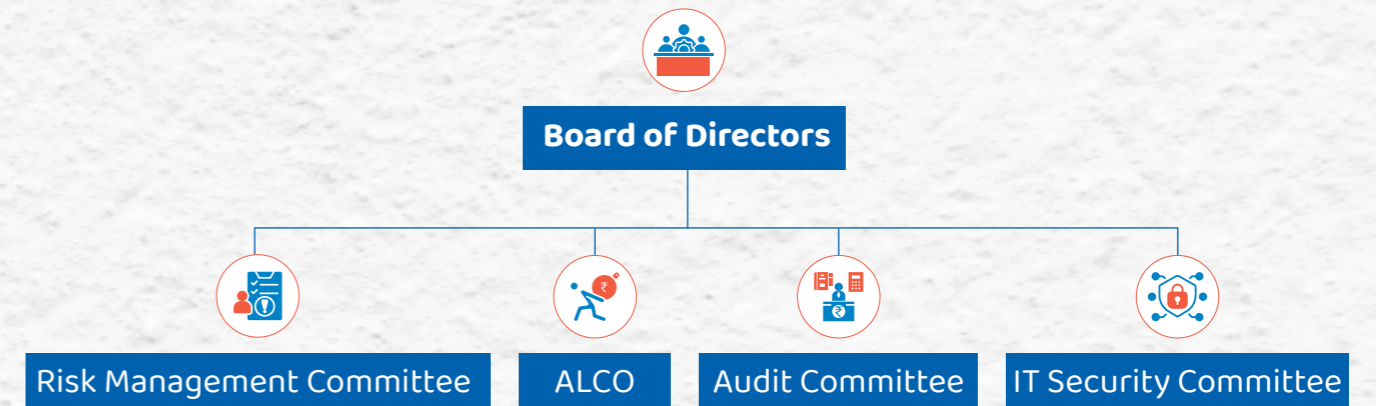 Board of Directors
Risk Management Committee
ALCO
Audit Committee
IT Security Committee